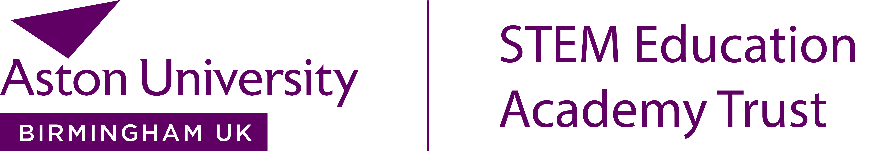 Aston University
BIRMINGHAM UK
STEM Education
Academy Trust